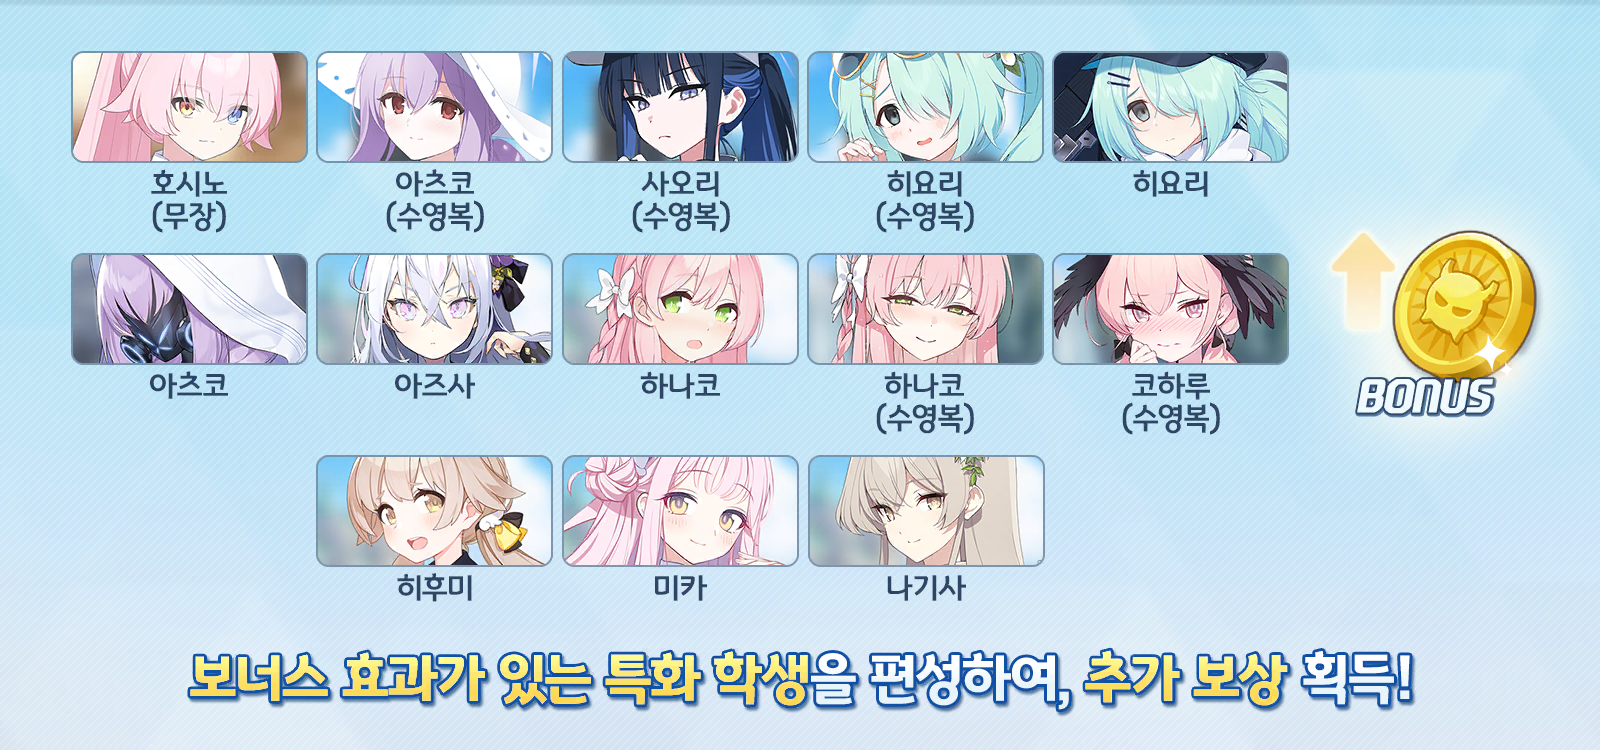 호시노
(무장)
아츠코
(수영복)
사오리
(수영복)
히요리
(수영복)
히요리
아츠코
아즈사
하나코
하나코
(수영복)
코하루
(수영복)
BONUS
히후미
미카
나기사
보너스 효과가 있는 특화 학생을 편성하여, 추가 보상 획득!